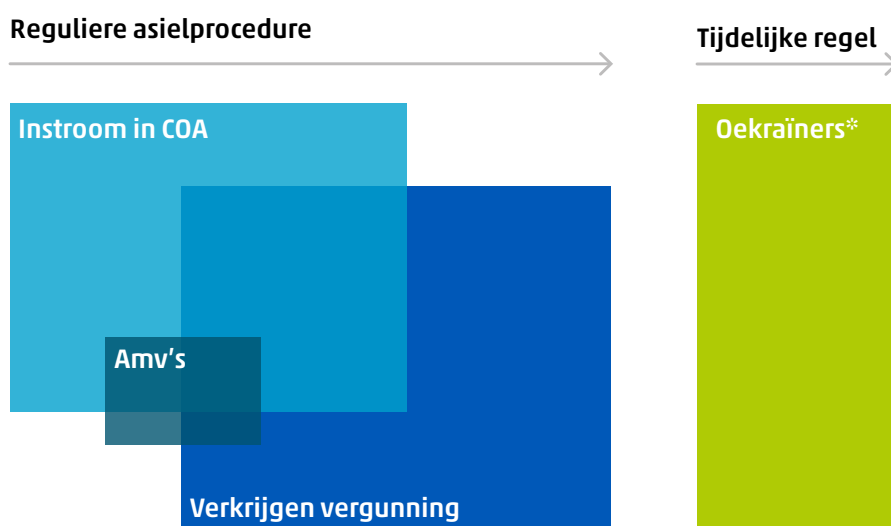 Reguliere asielprocedure
Tijdelijke regel
Instroom in COA
Oekraïners*
Amv's
Verkrijgen vergunning